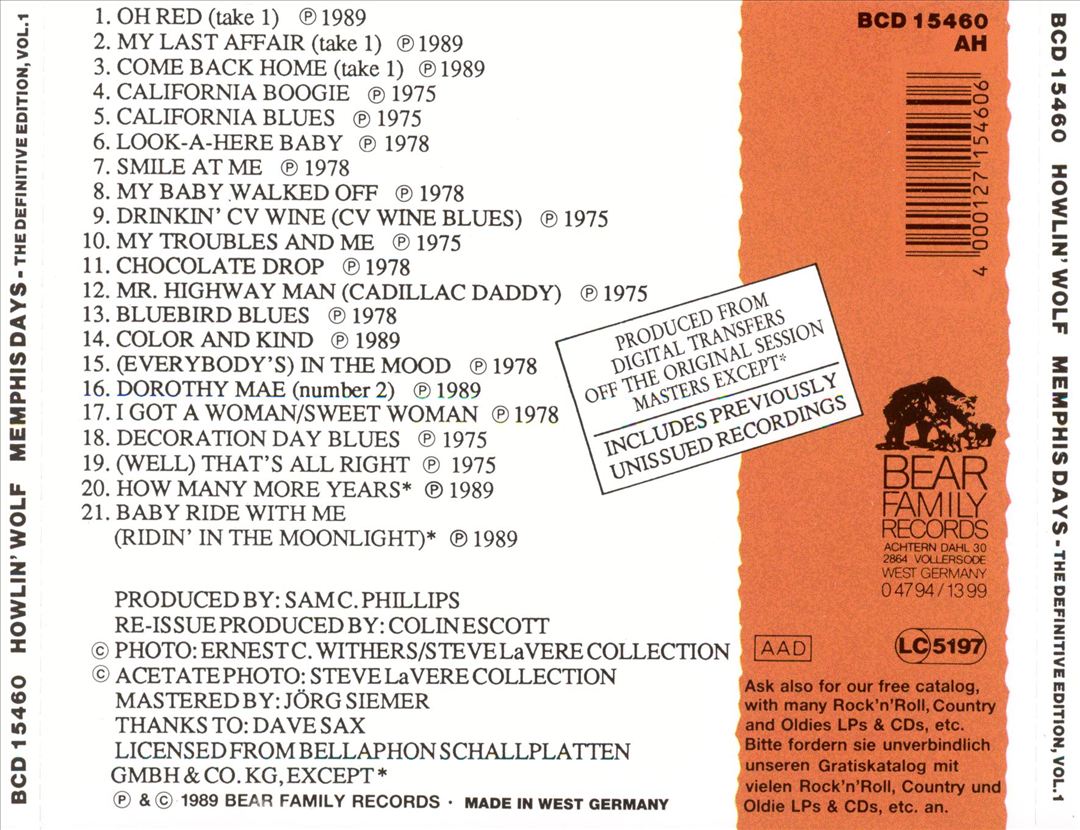 BCD 15460 HOWLIN' WOLF MEMPHIS DAYS - THE DEFINITIVE EDITION, VOL.1
1. OH RED (take 1) ℗ 1989
2. MY LAST AFFAIR (take 1) ℗ 1989
3. COME BACK HOME (take 1) ℗ 1989
4. CALIFORNIA BOOGIE ℗ 1975
5. CALIFORNIA BLUES ℗ 1975
6. LOOK-A-HERE BABY ℗ 1978
7. SMILE AT ME ℗ 1978
8. MY BABY WALKED OFF ℗ 1978
9. DRINKIN' CV WINE (CV WINE BLUES) ℗ 1975
10. MY TROUBLES AND ME ℗ 1975
11. CHOCOLATE DROP ℗ 1978
12. MR. HIGHWAY MAN (CADILLAC DADDY) ℗ 1975
13. BLUEBIRD BLUES ℗ 1978
14. COLOR AND KIND ℗ 1989
15. (EVERYBODY'S) IN THE MOOD ℗ 1978
16. DOROTHY MAE (number 2) ℗ 1989
17. I GOT A WOMAN/SWEET WOMAN ℗ 1978
18. DECORATION DAY BLUES ℗ 1975
19. (WELL) THAT'S ALL RIGHT ℗ 1975
20. HOW MANY MORE YEARS* ℗ 1989
21. BABY RIDE WITH ME
(RIDIN' IN THE MOONLIGHT)* ℗ 1989
PRODUCED BY: SAM C. PHILLIPS
RE-ISSUE PRODUCED BY: COLIN ESCOTT
© PHOTO: ERNEST C. WITHERS/STEVE LaVERE COLLECTION
© ACETATE PHOTO: STEVE LaVERE COLLECTION
MASTERED BY: JÖRG SIEMER
THANKS TO: DAVE SAX
LICENSED FROM BELLAPHON SCHALLPLATTEN
GMBH & CO. KG, EXCEPT *
℗ & © 1989 BEAR FAMILY RECORDS · MADE IN WEST GERMANY
PRODUCED FROM
DIGITAL TRANSFERS
OFF THE ORIGINAL SESSION
MASTERS EXCEPT*
INCLUDES PREVIOUSLY
UNISSUED RECORDINGS
BCD 15460
AH
4 000127 154606
BEAR
FAMILY
RECORDS
ACHTERN DAHL 30
2864 VOLLERSODE
WEST GERMANY
0 47 94 / 13 99
AAD
LC 5197
Ask also for our free catalog,
with many Rock'n'Roll, Country
and Oldies LPs & CDs, etc.
Bitte fordern sie unverbindlich
unseren Gratiskatalog mit
vielen Rock'n'Roll, Country und
Oldie LPs & CDs, etc. an.
BCD 15460 HOWLIN' WOLF MEMPHIS DAYS - THE DEFINITIVE EDITION, VOL.1